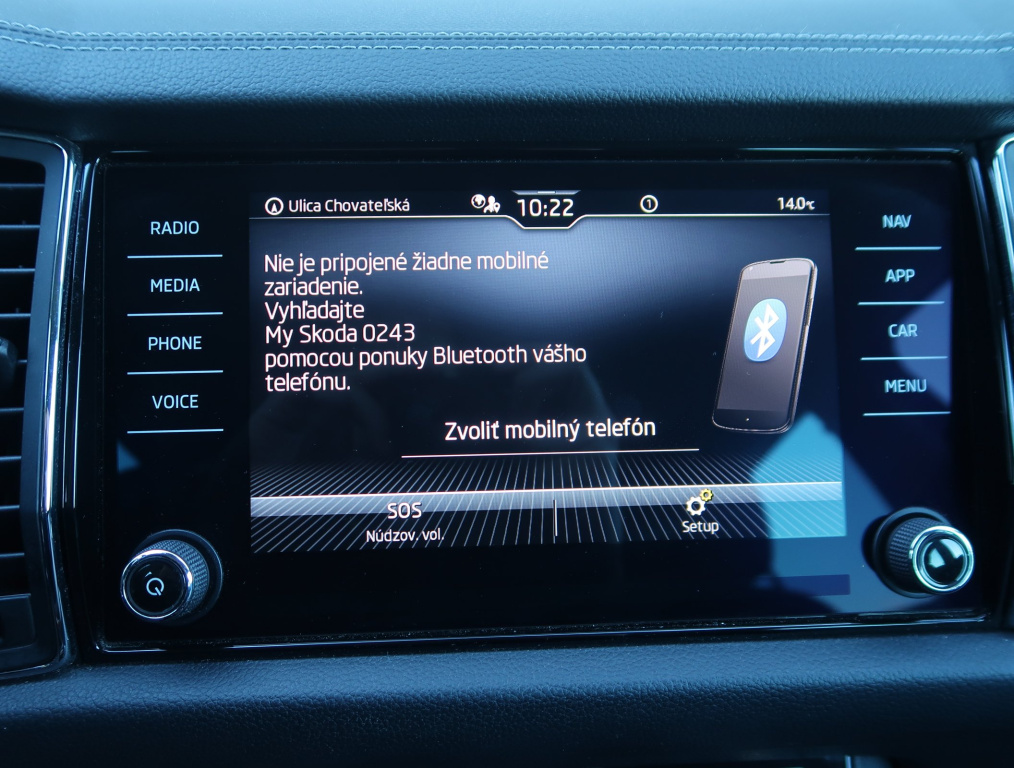 Ulica Chovateľská
10:22
1
14.0°C
RADIO
MEDIA
PHONE
VOICE
Nie je pripojené žiadne mobilné
zariadenie.
Vyhľadajte
My Skoda 0243
pomocou ponuky Bluetooth vášho
telefónu.
Zvoliť mobilný telefón
SOS
Núdzov. vol.
Setup
NAV
APP
CAR
MENU